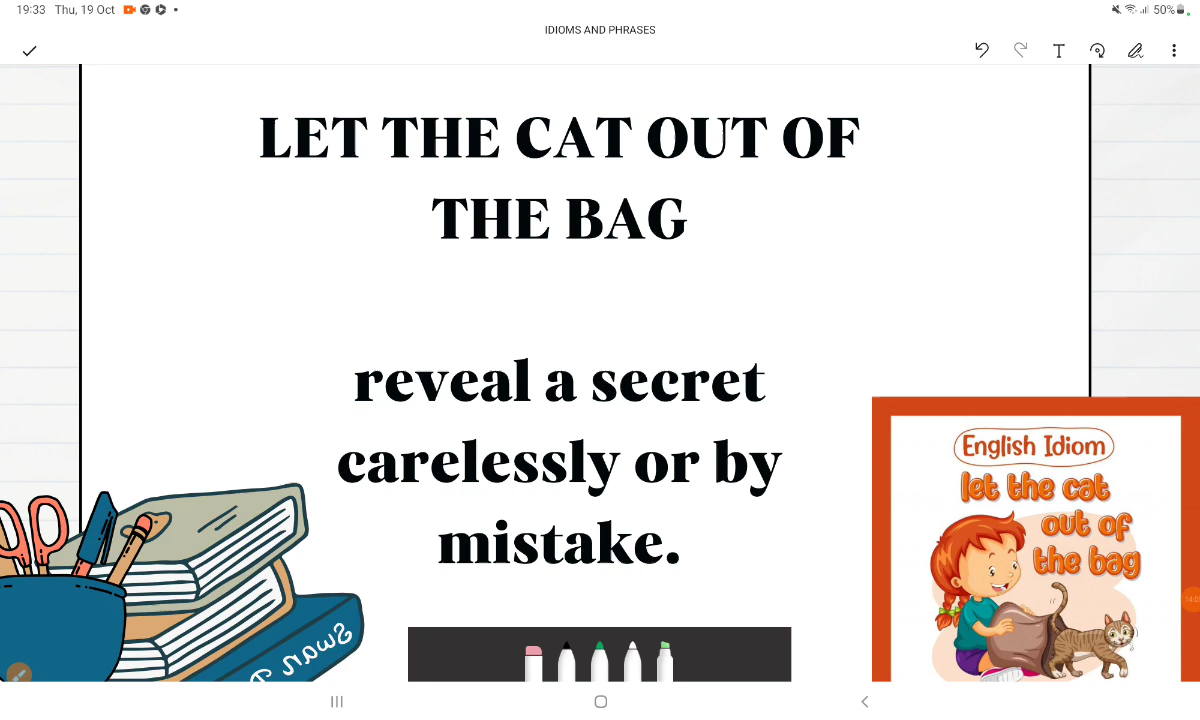 19:33 Thu, 19 Oct
50%
IDIOMS AND PHRASES
T
LET THE CAT OUT OF
THE BAG
reveal a secret
carelessly or by
mistake.
English Idiom
let the cat
out of
the bag